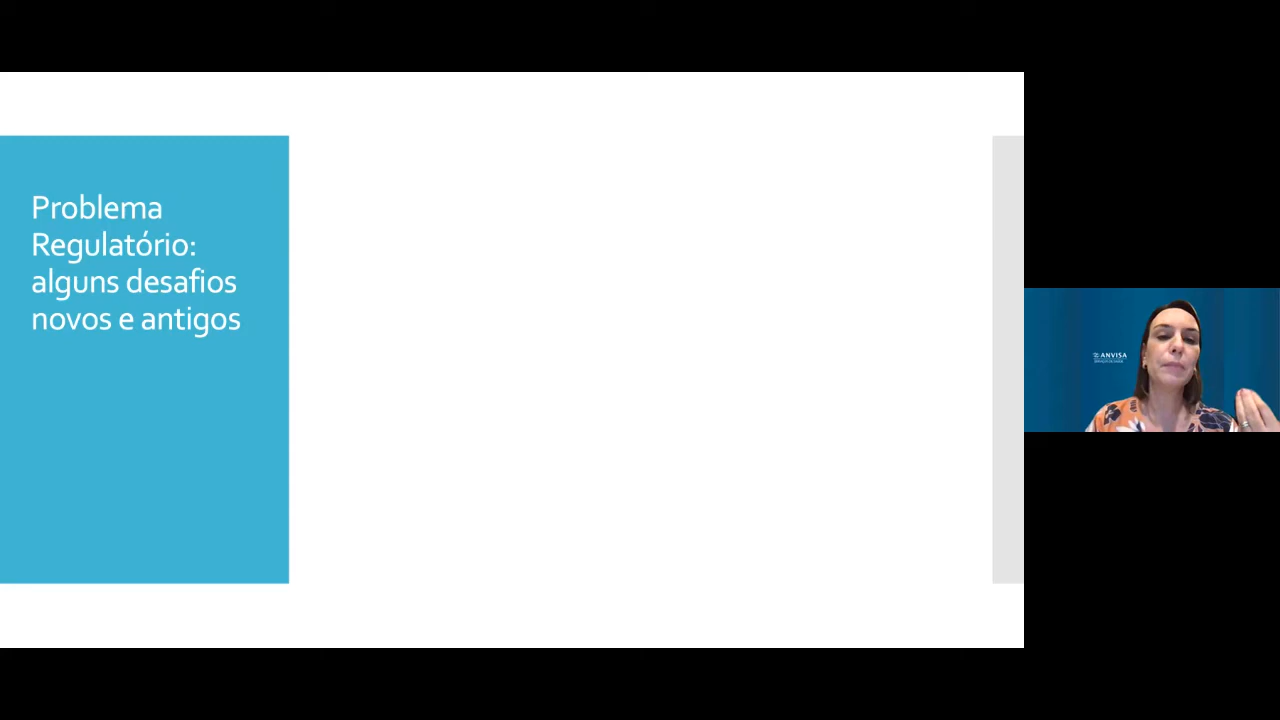 Problema
Regulatório:
alguns desafios
novos e antigos
ANVISA